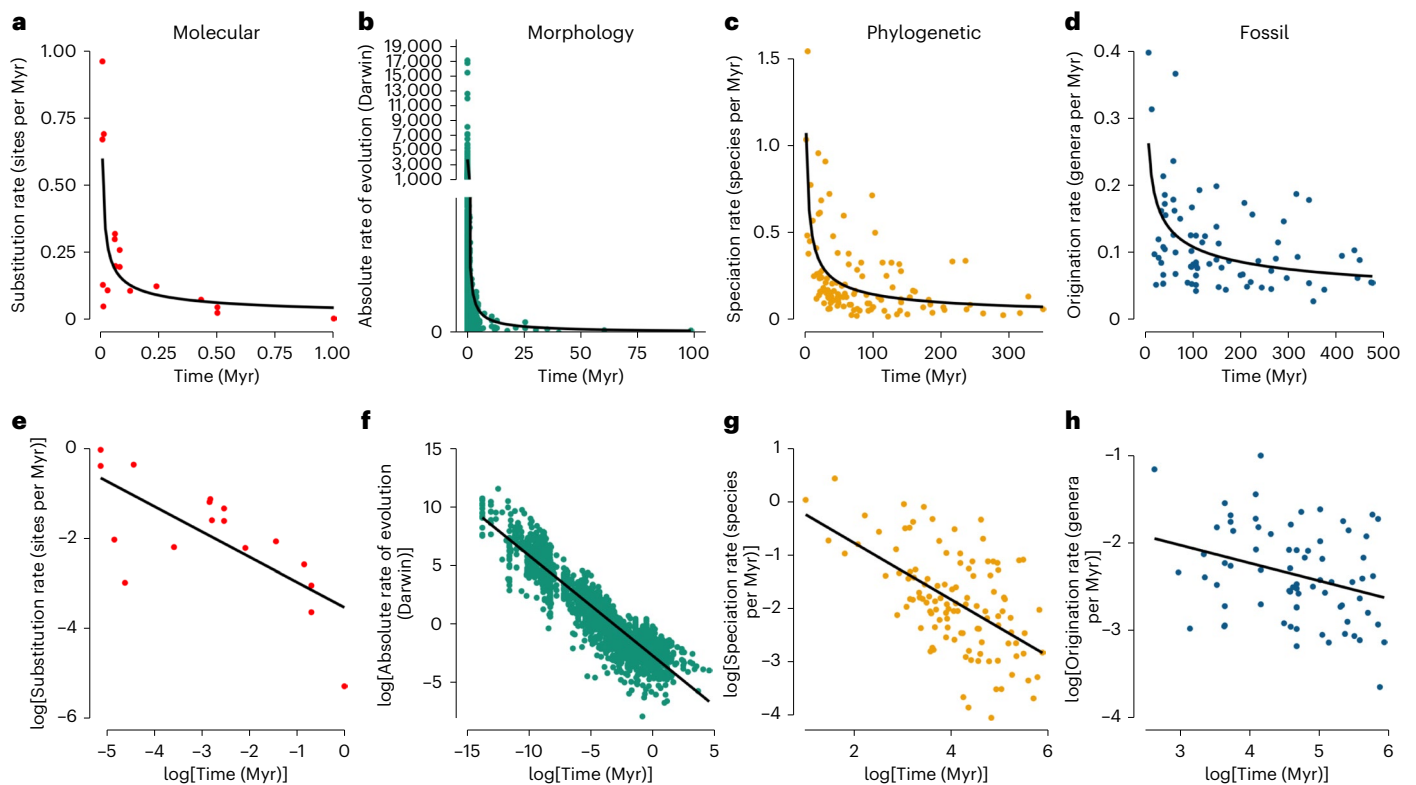 a
Molecular
Substitution rate (sites per Myr)
1.00
0.75
0.50
0.25
0
0
0.25
0.50
0.75
1.00
Time (Myr)
b
Morphology
Absolute rate of evolution (Darwin)
19,000
17,000
15,000
13,000
11,000
9,000
7,000
5,000
3,000
1,000
0
0
25
50
75
100
Time (Myr)
c
Phylogenetic
Speciation rate (species per Myr)
1.5
1.0
0.5
0
0
100
200
300
Time (Myr)
d
Fossil
Origination rate (genera per Myr)
0.4
0.3
0.2
0.1
0
0
100
200
300
400
500
Time (Myr)
e
log[Substitution rate (sites per Myr)]
0
−2
−4
−6
−5
−4
−3
−2
−1
0
log[Time (Myr)]
f
log[Absolute rate of evolution
(Darwin)]
15
10
5
0
−5
−15
−10
−5
0
5
log[Time (Myr)]
g
log[Speciation rate (species
per Myr)]
1
0
−1
−2
−3
−4
2
4
6
log[Time (Myr)]
h
log[Origination rate (genera
per Myr)]
−1
−2
−3
−4
3
4
5
6
log[Time (Myr)]